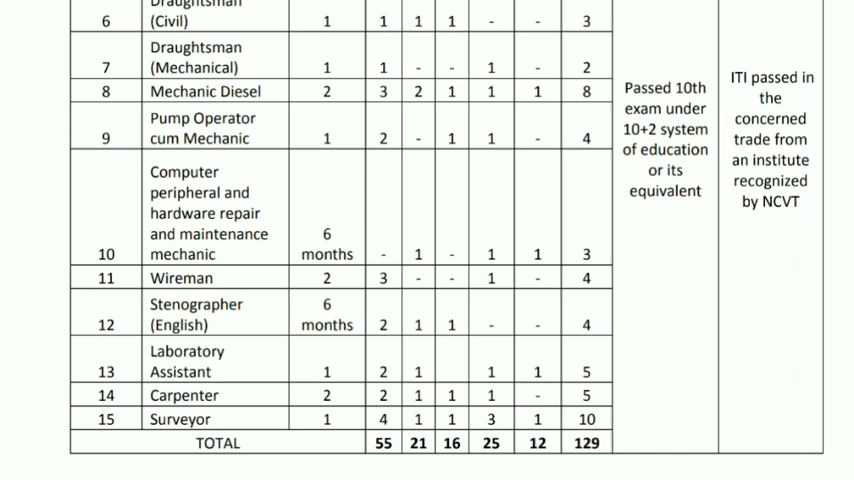 Draughtsman
6 (Civil) 1 1 1 1 - - 3
Draughtsman
7 (Mechanical) 1 1 - - 1 - 2
8 Mechanic Diesel 2 3 2 1 1 1 8
Pump Operator
9 cum Mechanic 1 2 - 1 1 - 4
Computer
peripheral and
hardware repair
and maintenance 6
10 mechanic months - 1 - 1 1 3
11 Wireman 2 3 - - 1 - 4
Stenographer 6
12 (English) months 2 1 1 - - 4
Laboratory
13 Assistant 1 2 1 1 1 5
14 Carpenter 2 2 1 1 1 - 5
15 Surveyor 1 4 1 1 3 1 10
TOTAL 55 21 16 25 12 129
Passed 10th
exam under
10+2 system
of education
or its
equivalent
ITI passed in
the
concerned
trade from
an institute
recognized
by NCVT